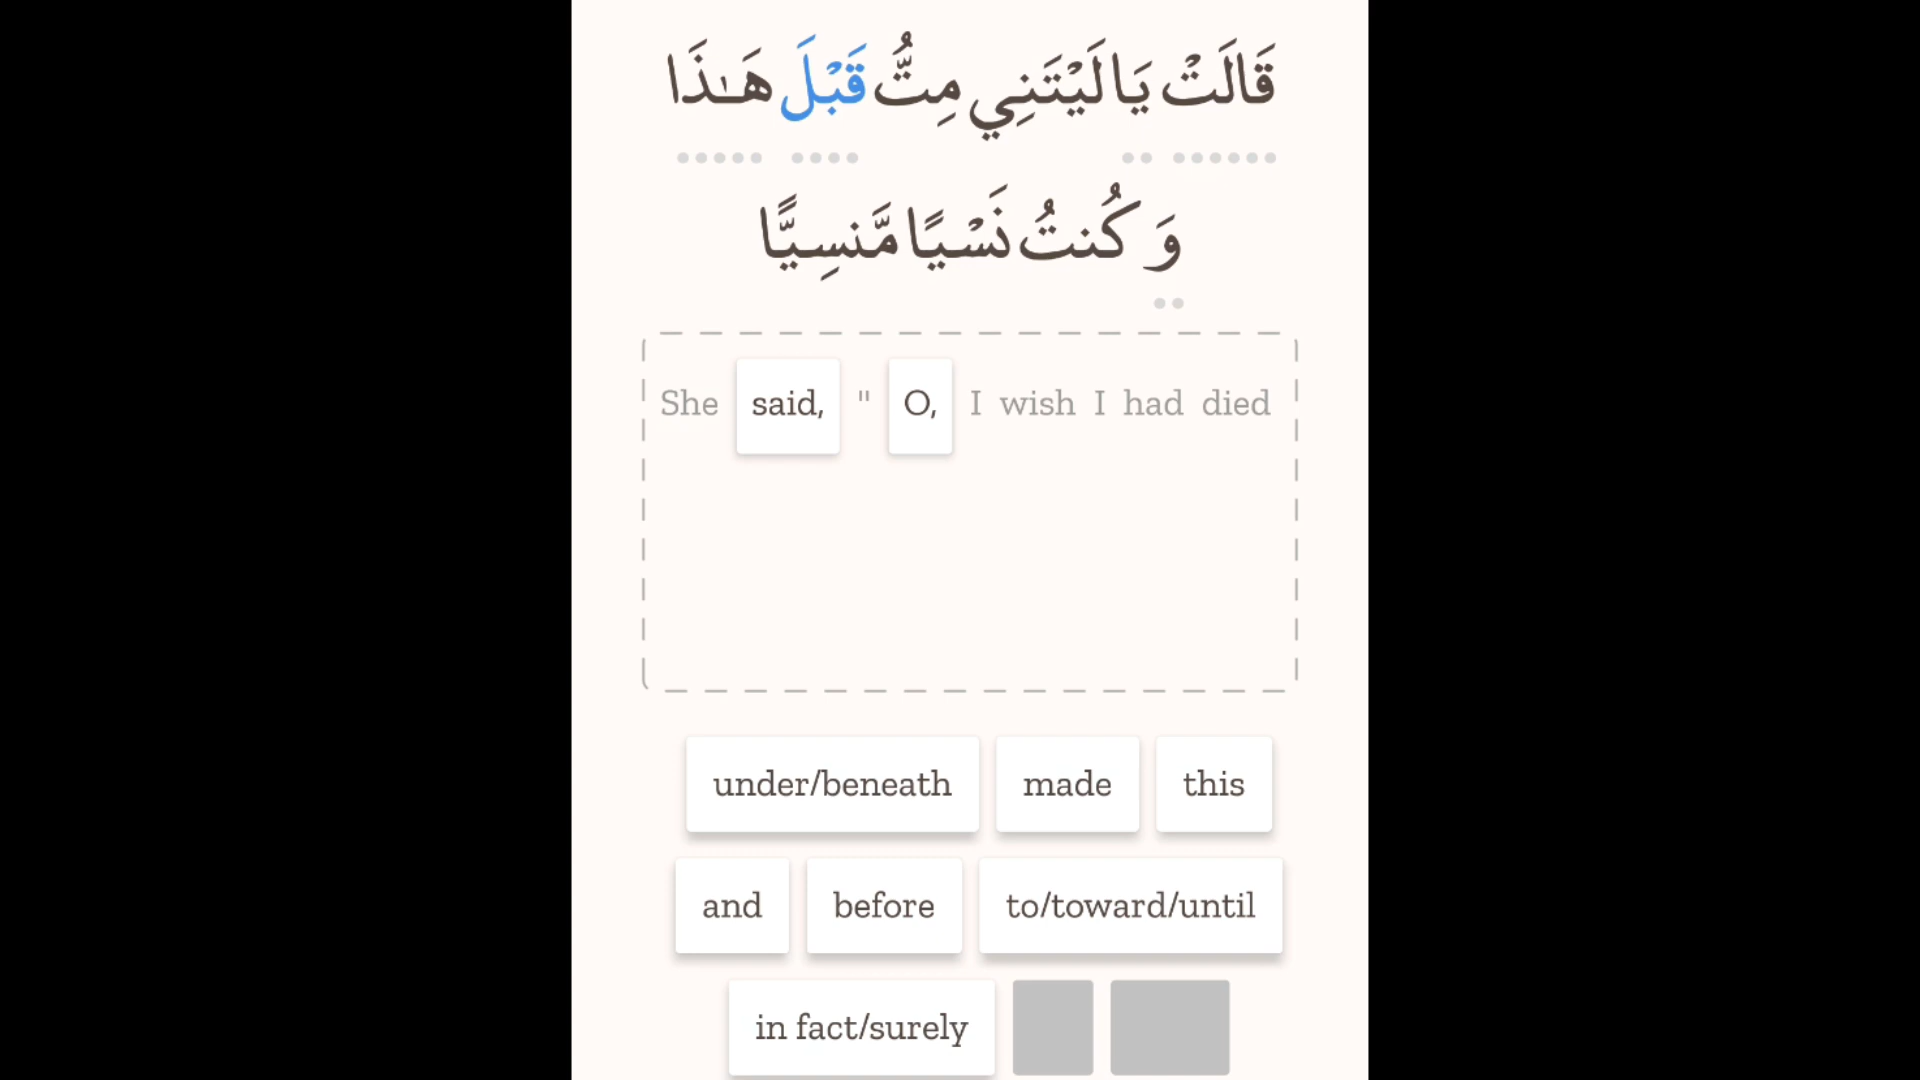 قَالَتْ يَا لَيْتَنِي مِتُّ قَبْلَ هَـٰذَا
وَ كُنتُ نَسْيًا مَّنسِيًّا
She said, " O, I wish I had died
under/beneath made this
and before to/toward/until
in fact/surely